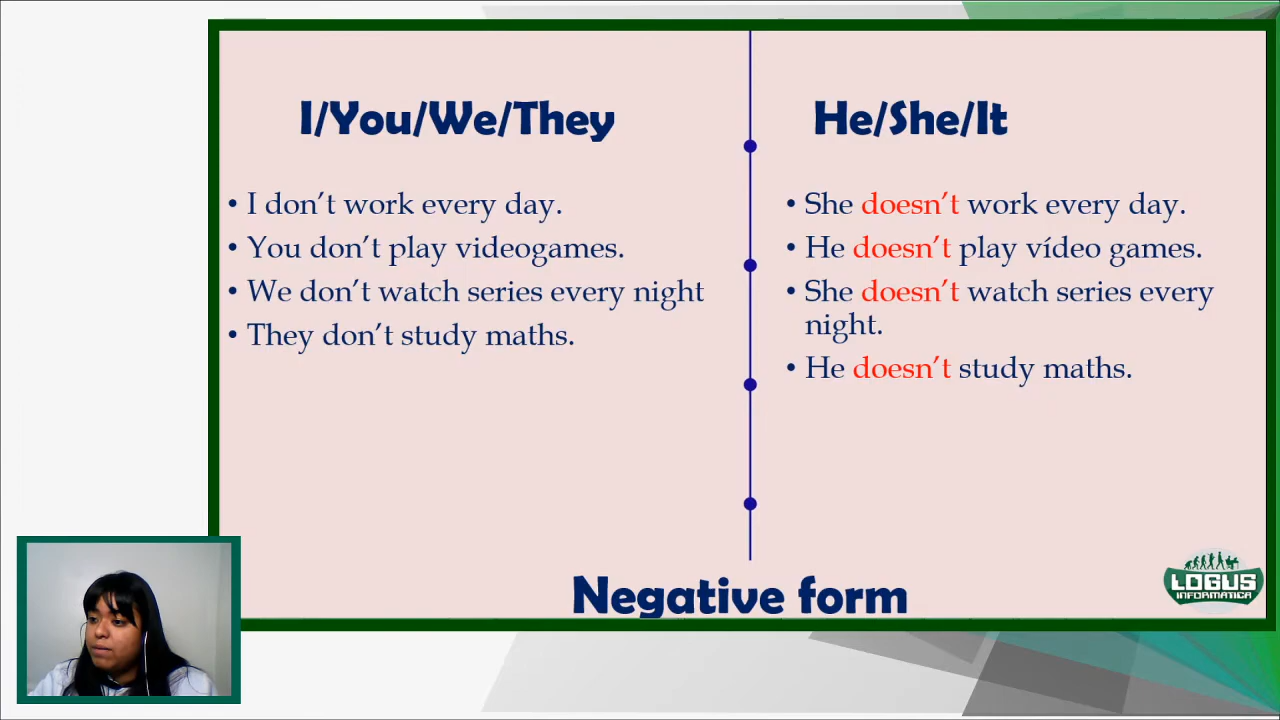 I/You/We/They
• I don’t work every day.
• You don’t play videogames.
• We don’t watch series every night
• They don’t study maths.
He/She/It
• She doesn’t work every day.
• He doesn’t play vídeo games.
• She doesn’t watch series every
night.
• He doesn’t study maths.
Negative form
LOGUS
INFORMATICA